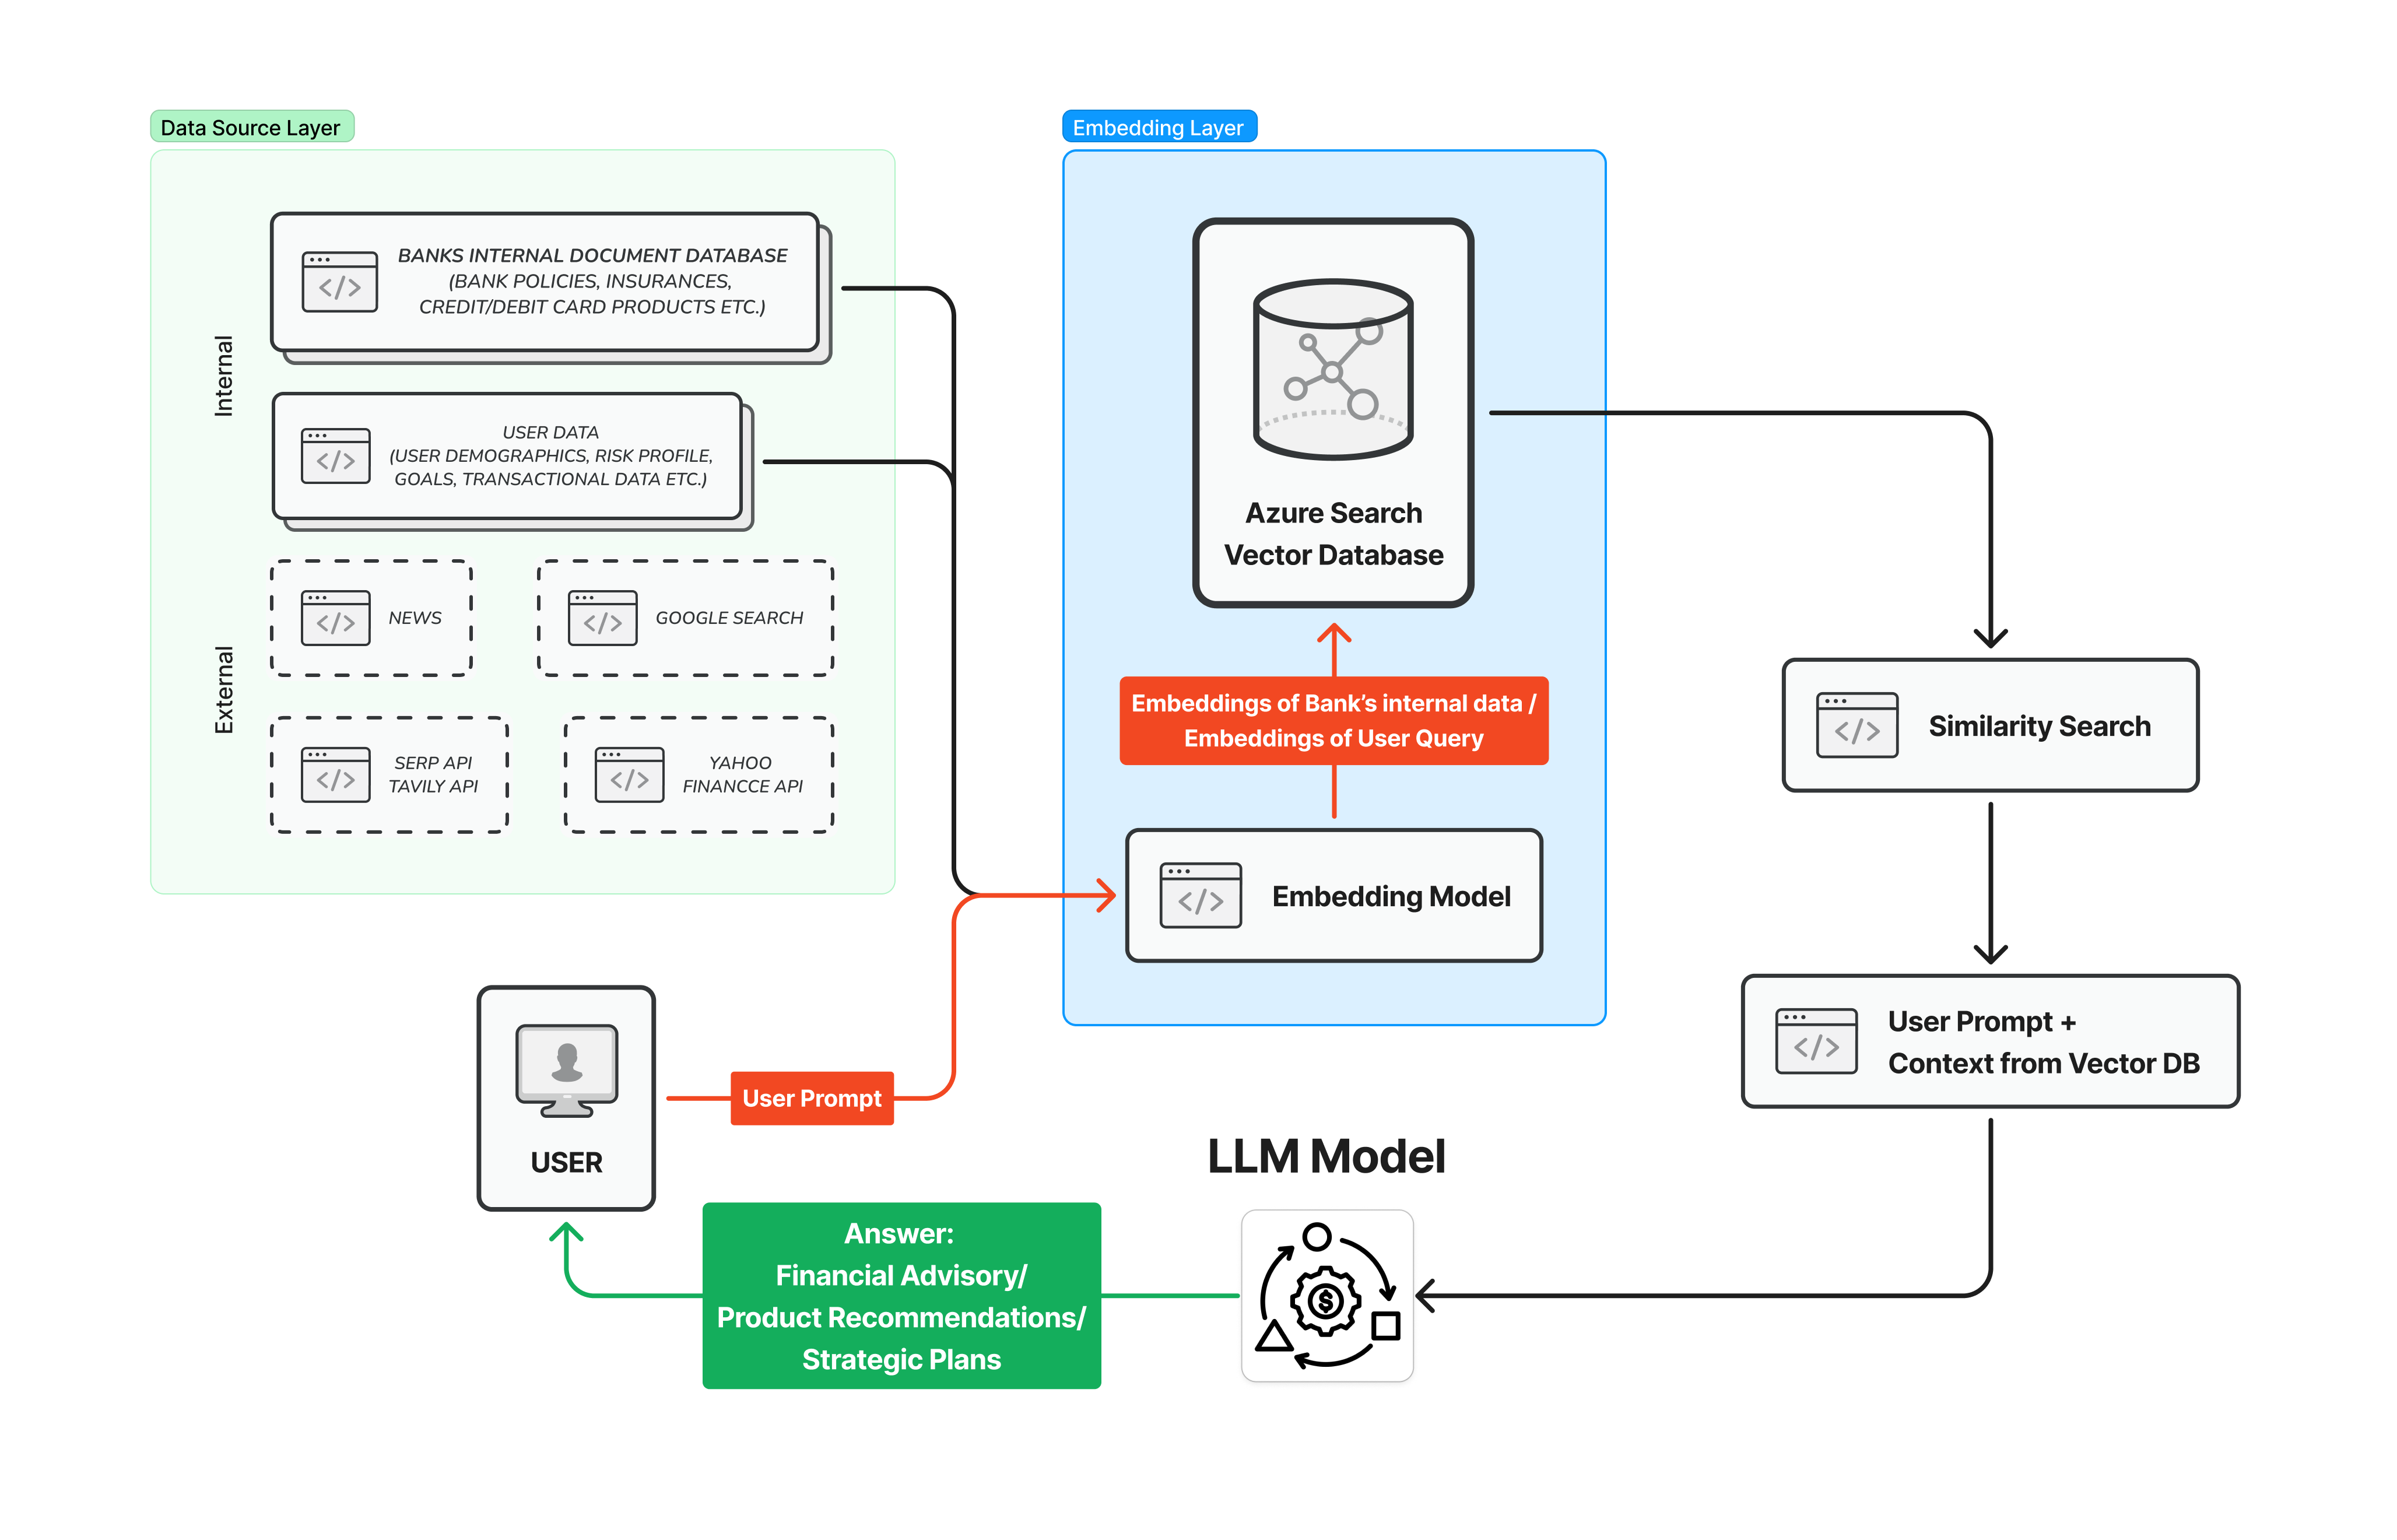 Data Source Layer
Embedding Layer
Internal
BANKS INTERNAL DOCUMENT DATABASE
(BANK POLICIES, INSURANCES,
CREDIT/DEBIT CARD PRODUCTS ETC.)
USER DATA
(USER DEMOGRAPHICS, RISK PROFILE,
GOALS, TRANSACTIONAL DATA ETC.)
External
NEWS
GOOGLE SEARCH
SERP API
TAVILY API
YAHOO
FINANCCE API
Azure Search
Vector Database
Embeddings of Bank’s internal data /
Embeddings of User Query
Embedding Model
Similarity Search
User Prompt +
Context from Vector DB
USER
User Prompt
LLM Model
$
Answer:
Financial Advisory/
Product Recommendations/
Strategic Plans